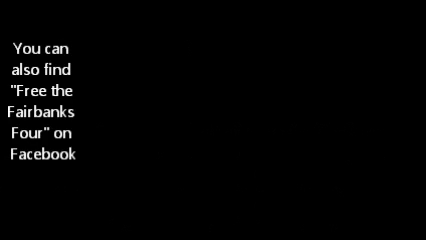 You can
also find
"Free the
Fairbanks
Four" on
Facebook